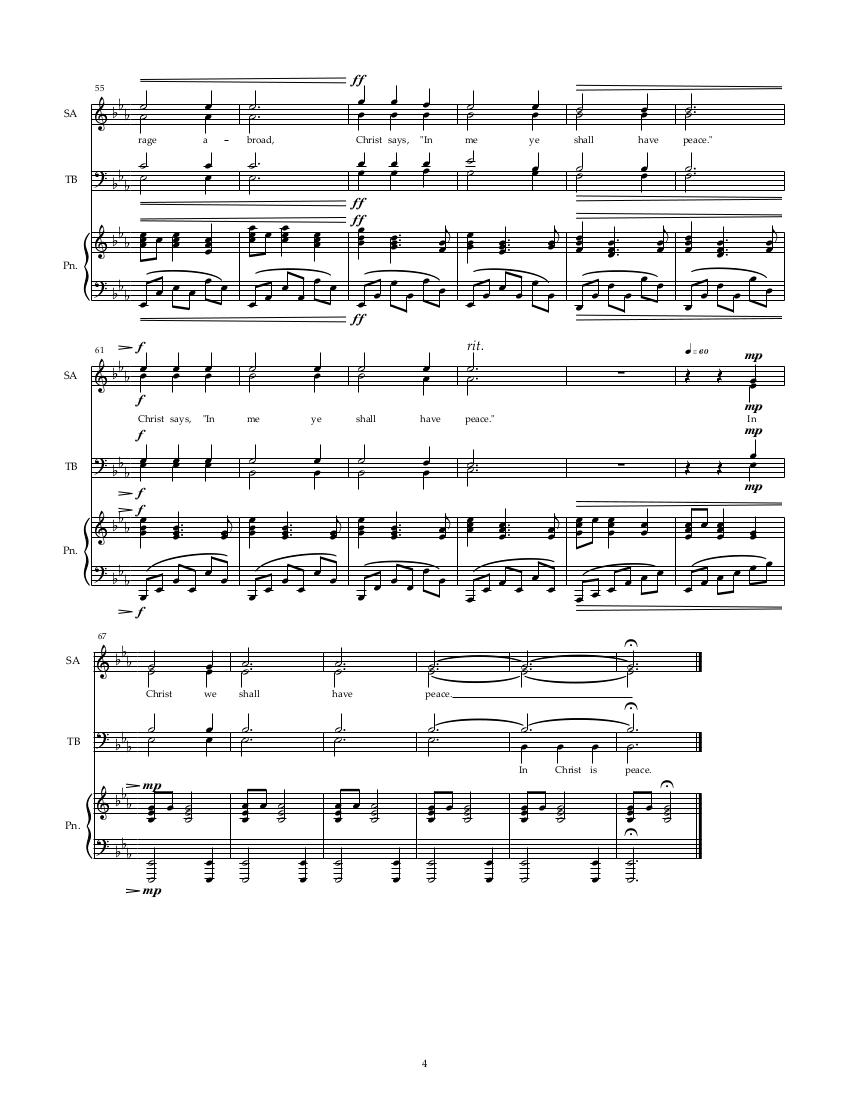 55
ff
SA
rage a – broad, Christ says, "In me ye shall have peace."
TB
ff
ff
Pn.
ff
61
f
rit.
= 60
mp
SA
f
mp
Christ says, "In me ye shall have peace." In
f
mp
TB
f
mp
f
Pn.
f
67
SA
Christ we shall have peace.
TB
In Christ is peace.
mp
Pn.
mp
4